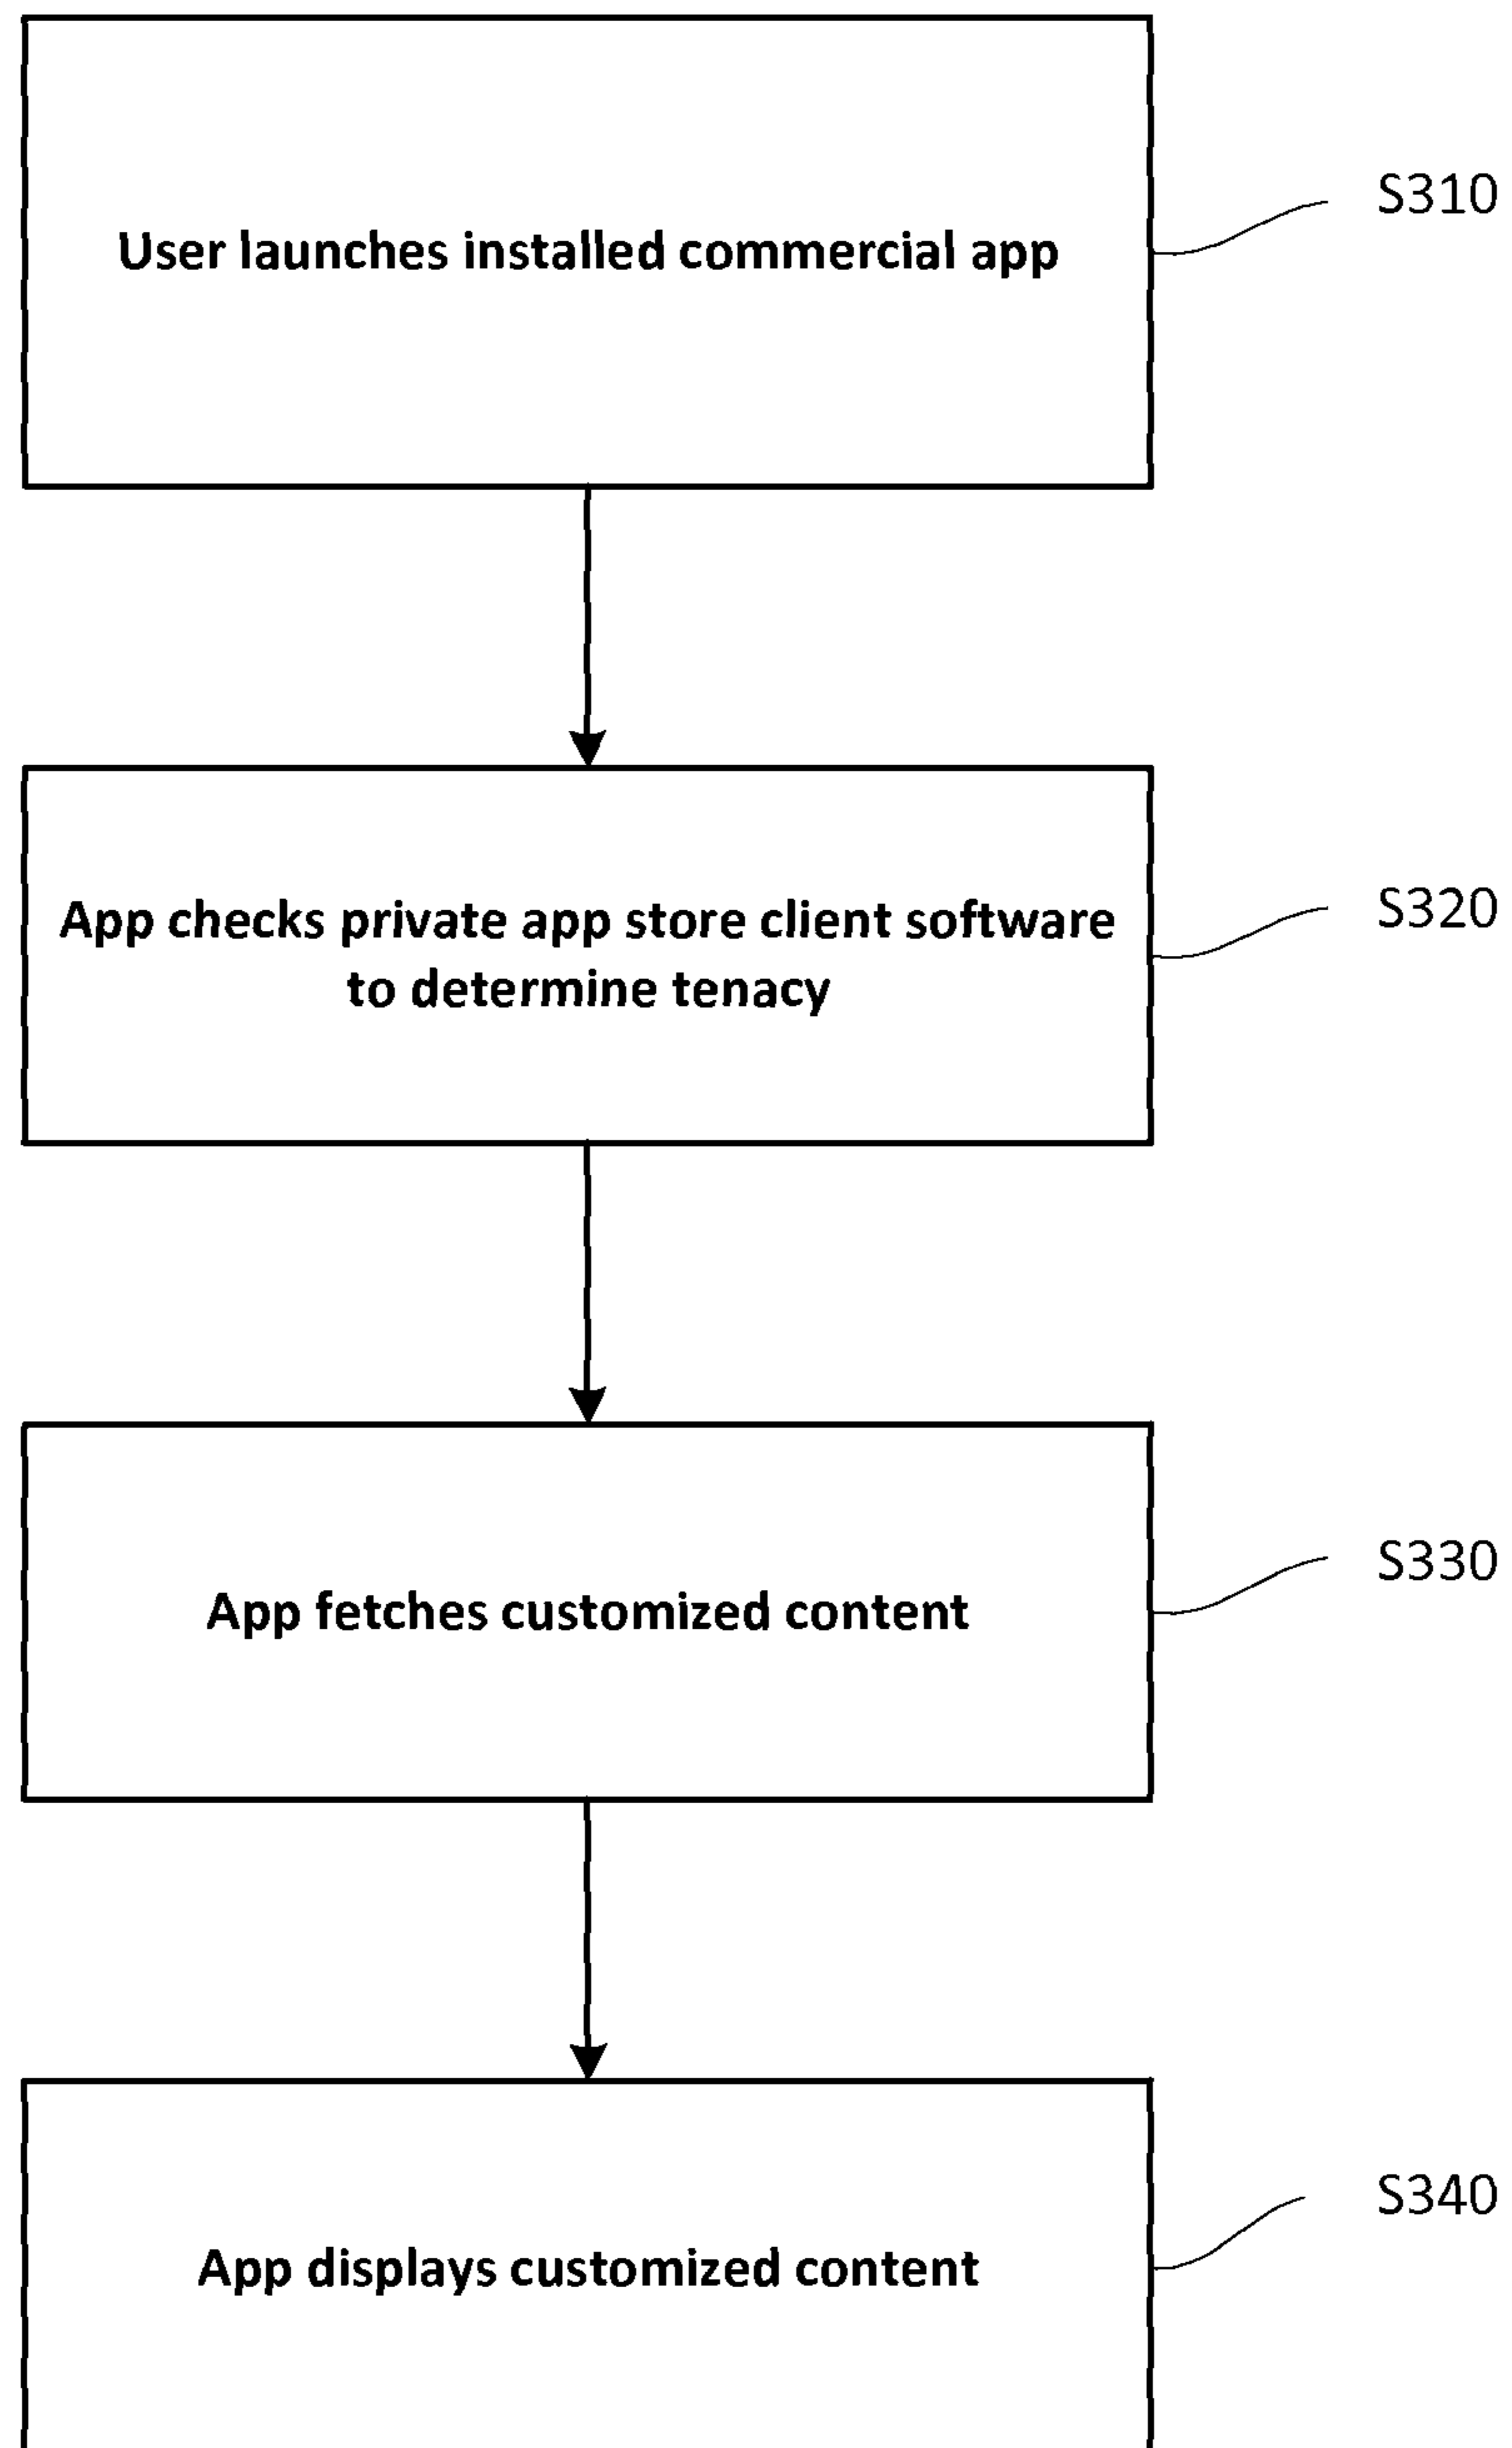 User launches installed commercial app
S310
App checks private app store client software
to determine tenacy
S320
App fetches customized content
S330
App displays customized content
S340